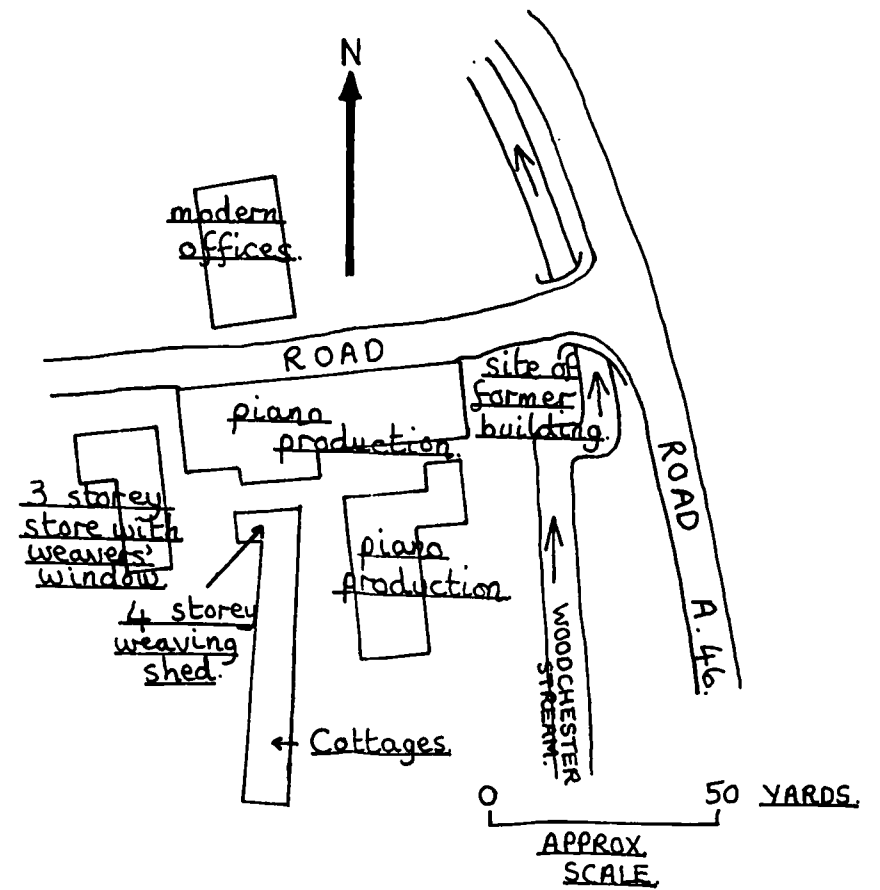 N
modern
offices.
ROAD
site of
former
building.
piano
production.
3 storey
store with
weavers'
window
piano
production
4 storey
weaving
shed.
Cottages.
WOODCHESTER
STREAM.
ROAD A.46.
0 50 YARDS.
APPROX.
SCALE.